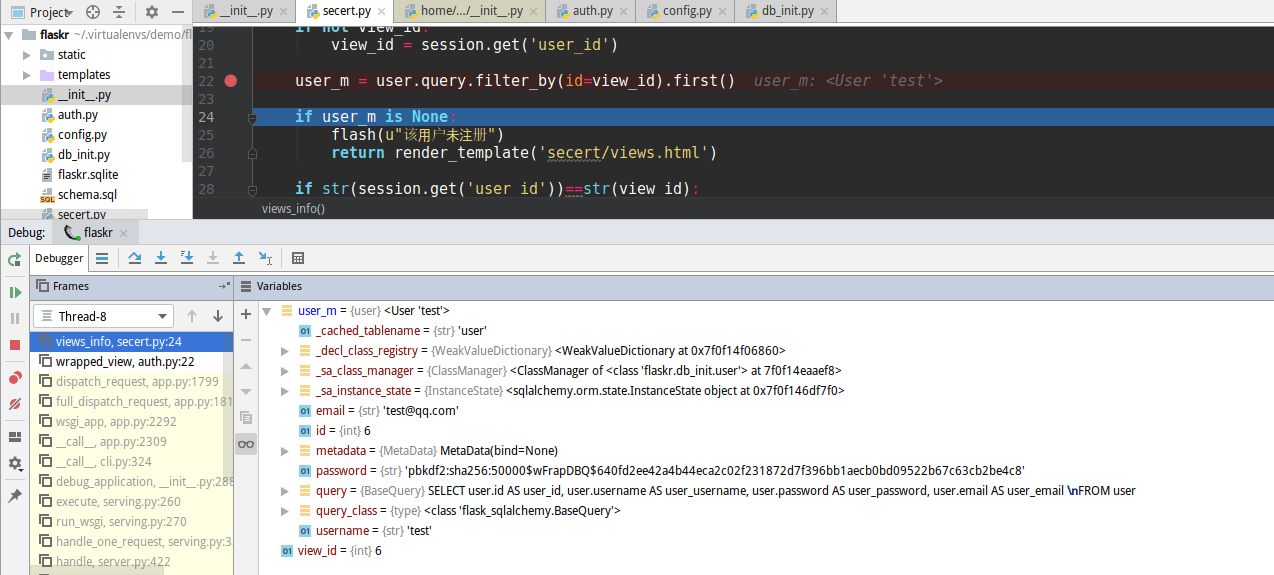 Project
__init__.py
secert.py
home/.../__init__.py
auth.py
config.py
db_init.py
flaskr ~/.virtualenvs/demo/fl
static
templates
__init__.py
auth.py
config.py
db_init.py
flaskr.sqlite
schema.sql
secert.py
19 if not view_id:
20 view_id = session.get('user_id')
21
22 user_m = user.query.filter_by(id=view_id).first() user_m: <User 'test'>
23
24 if user_m is None:
25 flash(u"该用户未注册")
26 return render_template('secert/views.html')
27
28 if str(session.get('user_id'))==str(view_id):
views_info()
Debug: flaskr
Debugger
Frames
Variables
Thread-8
views_info, secert.py:24
wrapped_view, auth.py:22
dispatch_request, app.py:1799
full_dispatch_request, app.py:181
wsgi_app, app.py:2292
__call__, app.py:2309
__call__, cli.py:324
debug_application, __init__.py:288
execute, serving.py:260
run_wsgi, serving.py:270
handle_one_request, serving.py:3
handle, server.py:422
user_m = {user} <User 'test'>
_cached_tablename = {str} 'user'
_decl_class_registry = {WeakValueDictionary} <WeakValueDictionary at 0x7f0f14f06860>
_sa_class_manager = {ClassManager} <ClassManager of <class 'flaskr.db_init.user'> at 7f0f14eaaef8>
_sa_instance_state = {InstanceState} <sqlalchemy.orm.state.InstanceState object at 0x7f0f146df7f0>
email = {str} 'test@qq.com'
id = {int} 6
metadata = {MetaData} MetaData(bind=None)
password = {str} 'pbkdf2:sha256:50000$wFrapDBQ$640fd2ee42a4b44eca2c02f231872d7f396bb1aecb0bd09522b67c63cb2be4c8'
query = {BaseQuery} SELECT user.id AS user_id, user.username AS user_username, user.password AS user_password, user.email AS user_email \nFROM user
query_class = {type} <class 'flask_sqlalchemy.BaseQuery'>
username = {str} 'test'
view_id = {int} 6